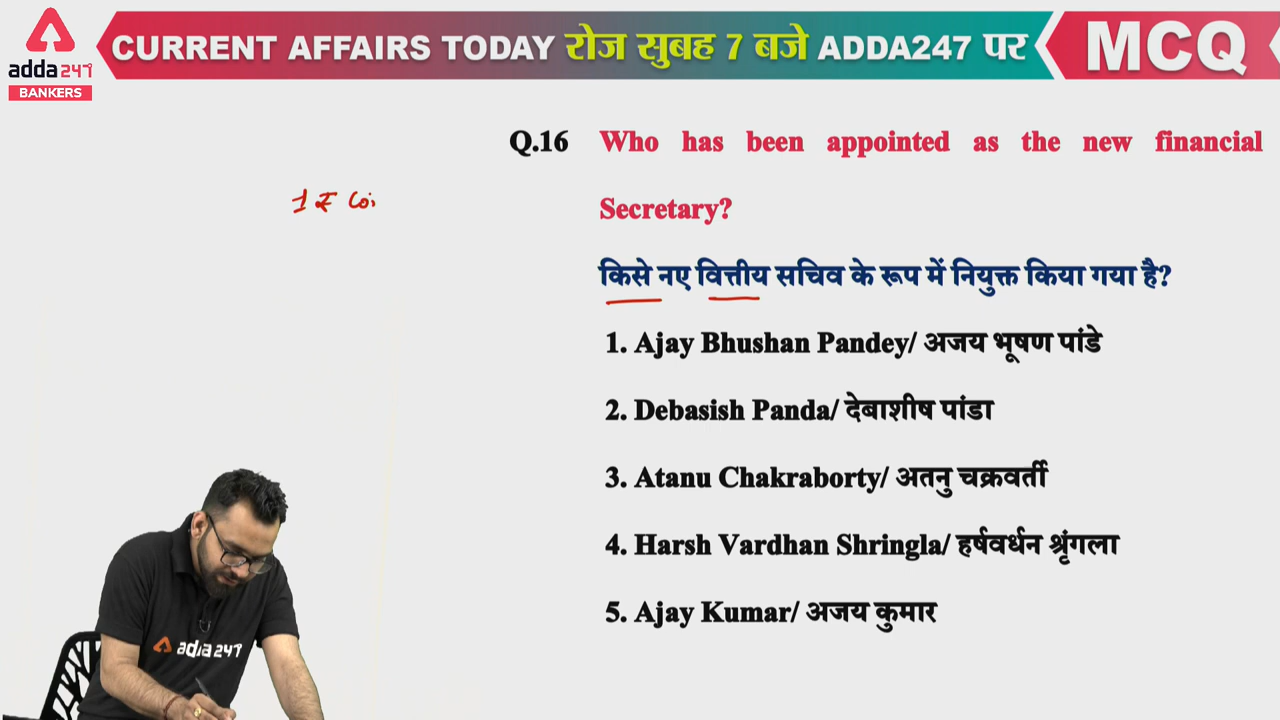 CURRENT AFFAIRS TODAY रोज सुबह 7 बजे ADDA247 पर
MCQ
adda247
BANKERS
Q.16 Who has been appointed as the new financial
Secretary?
1 ₹ Coi
किसे नए वित्तीय सचिव के रूप में नियुक्त किया गया है?
1. Ajay Bhushan Pandey/ अजय भूषण पांडे
2. Debasish Panda/ देबाशीष पांडा
3. Atanu Chakraborty/ अतनु चक्रवर्ती
4. Harsh Vardhan Shringla/ हर्षवर्धन श्रृंगला
5. Ajay Kumar/ अजय कुमार
adda247